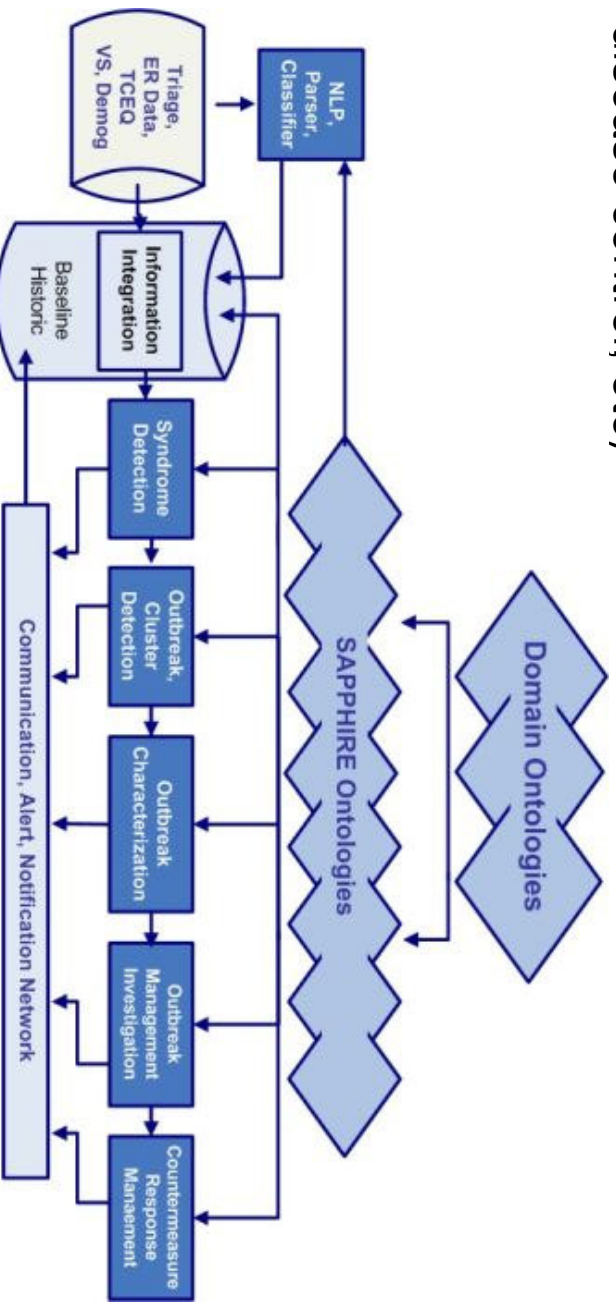 Domain Ontologies
SAPPHIRE Ontologies
NLP,
Parser,
Classifier
Triage,
ER Data,
TCEQ
VS, Demog
Information
Integration
Baseline
Historic
Syndrome
Detection
Outbreak,
Cluster
Detection
Outbreak
Characterization
Outbreak
Management
Investigation
Countermeasure
Response
Manaement
Communication, Alert, Notification Network